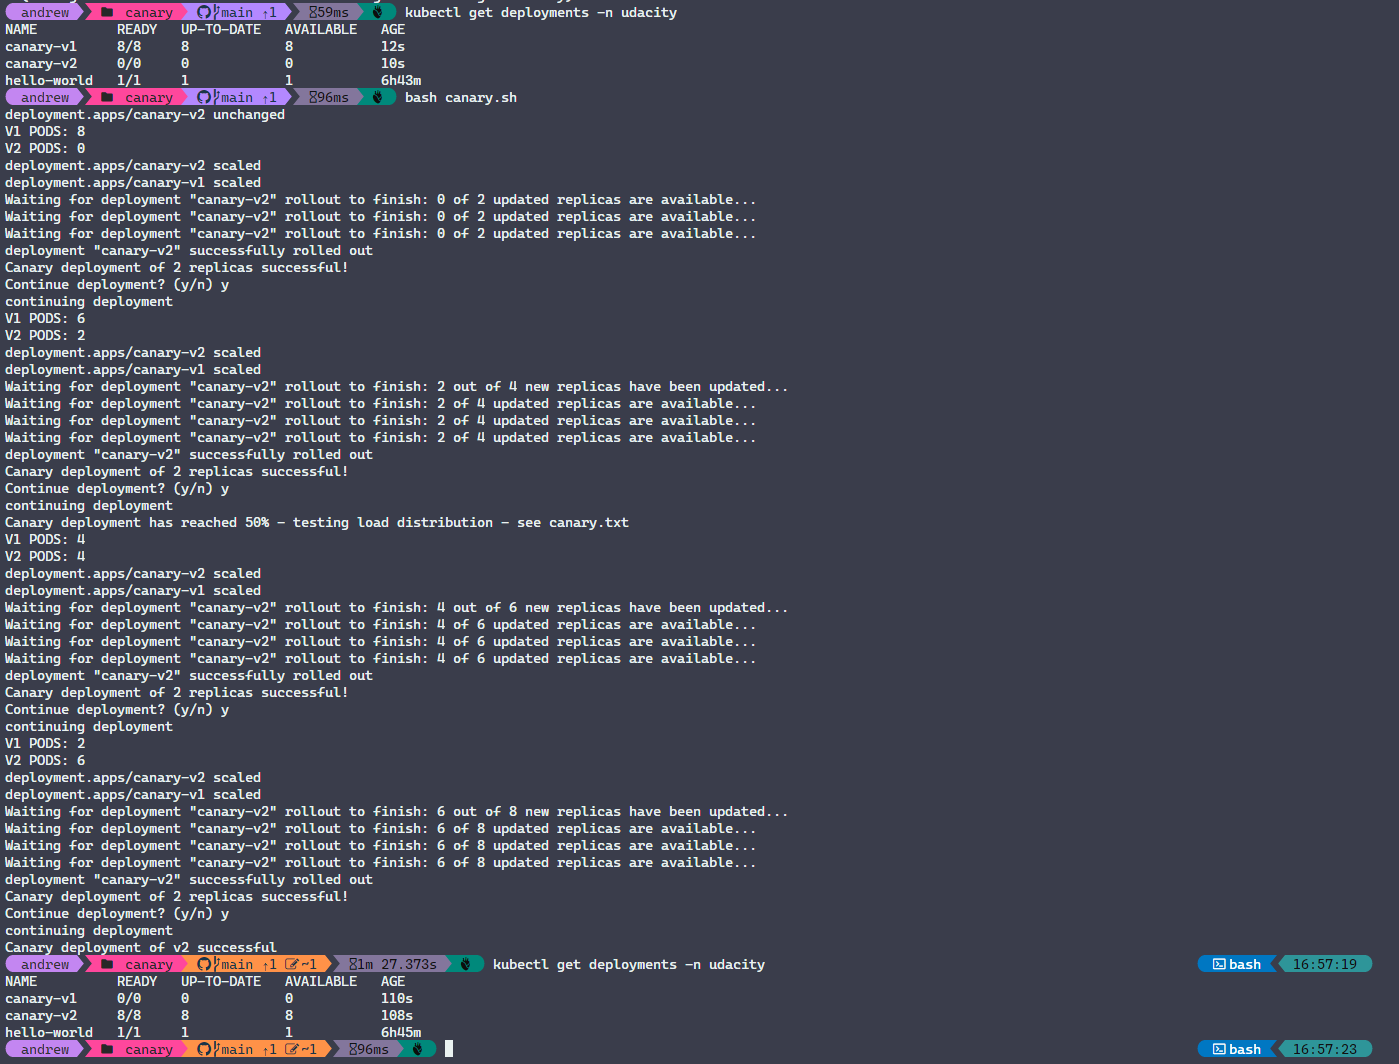 andrew canary main ↑1 59ms kubectl get deployments -n udacity
NAME READY UP-TO-DATE AVAILABLE AGE
canary-v1 8/8 8 8 12s
canary-v2 0/0 0 0 10s
hello-world 1/1 1 1 6h43m
andrew canary main ↑1 96ms bash canary.sh
deployment.apps/canary-v2 unchanged
V1 PODS: 8
V2 PODS: 0
deployment.apps/canary-v2 scaled
deployment.apps/canary-v1 scaled
Waiting for deployment "canary-v2" rollout to finish: 0 of 2 updated replicas are available...
Waiting for deployment "canary-v2" rollout to finish: 0 of 2 updated replicas are available...
Waiting for deployment "canary-v2" rollout to finish: 0 of 2 updated replicas are available...
deployment "canary-v2" successfully rolled out
Canary deployment of 2 replicas successful!
Continue deployment? (y/n) y
continuing deployment
V1 PODS: 6
V2 PODS: 2
deployment.apps/canary-v2 scaled
deployment.apps/canary-v1 scaled
Waiting for deployment "canary-v2" rollout to finish: 2 out of 4 new replicas have been updated...
Waiting for deployment "canary-v2" rollout to finish: 2 of 4 updated replicas are available...
Waiting for deployment "canary-v2" rollout to finish: 2 of 4 updated replicas are available...
Waiting for deployment "canary-v2" rollout to finish: 2 of 4 updated replicas are available...
deployment "canary-v2" successfully rolled out
Canary deployment of 2 replicas successful!
Continue deployment? (y/n) y
continuing deployment
Canary deployment has reached 50% - testing load distribution - see canary.txt
V1 PODS: 4
V2 PODS: 4
deployment.apps/canary-v2 scaled
deployment.apps/canary-v1 scaled
Waiting for deployment "canary-v2" rollout to finish: 4 out of 6 new replicas have been updated...
Waiting for deployment "canary-v2" rollout to finish: 4 of 6 updated replicas are available...
Waiting for deployment "canary-v2" rollout to finish: 4 of 6 updated replicas are available...
Waiting for deployment "canary-v2" rollout to finish: 4 of 6 updated replicas are available...
deployment "canary-v2" successfully rolled out
Canary deployment of 2 replicas successful!
Continue deployment? (y/n) y
continuing deployment
V1 PODS: 2
V2 PODS: 6
deployment.apps/canary-v2 scaled
deployment.apps/canary-v1 scaled
Waiting for deployment "canary-v2" rollout to finish: 6 out of 8 new replicas have been updated...
Waiting for deployment "canary-v2" rollout to finish: 6 of 8 updated replicas are available...
Waiting for deployment "canary-v2" rollout to finish: 6 of 8 updated replicas are available...
Waiting for deployment "canary-v2" rollout to finish: 6 of 8 updated replicas are available...
deployment "canary-v2" successfully rolled out
Canary deployment of 2 replicas successful!
Continue deployment? (y/n) y
continuing deployment
Canary deployment of v2 successful
andrew canary main ↑1 ~1 1m 27.373s kubectl get deployments -n udacity bash 16:57:19
NAME READY UP-TO-DATE AVAILABLE AGE
canary-v1 0/0 0 0 110s
canary-v2 8/8 8 8 108s
hello-world 1/1 1 1 6h45m
andrew canary main ↑1 ~1 96ms bash 16:57:23